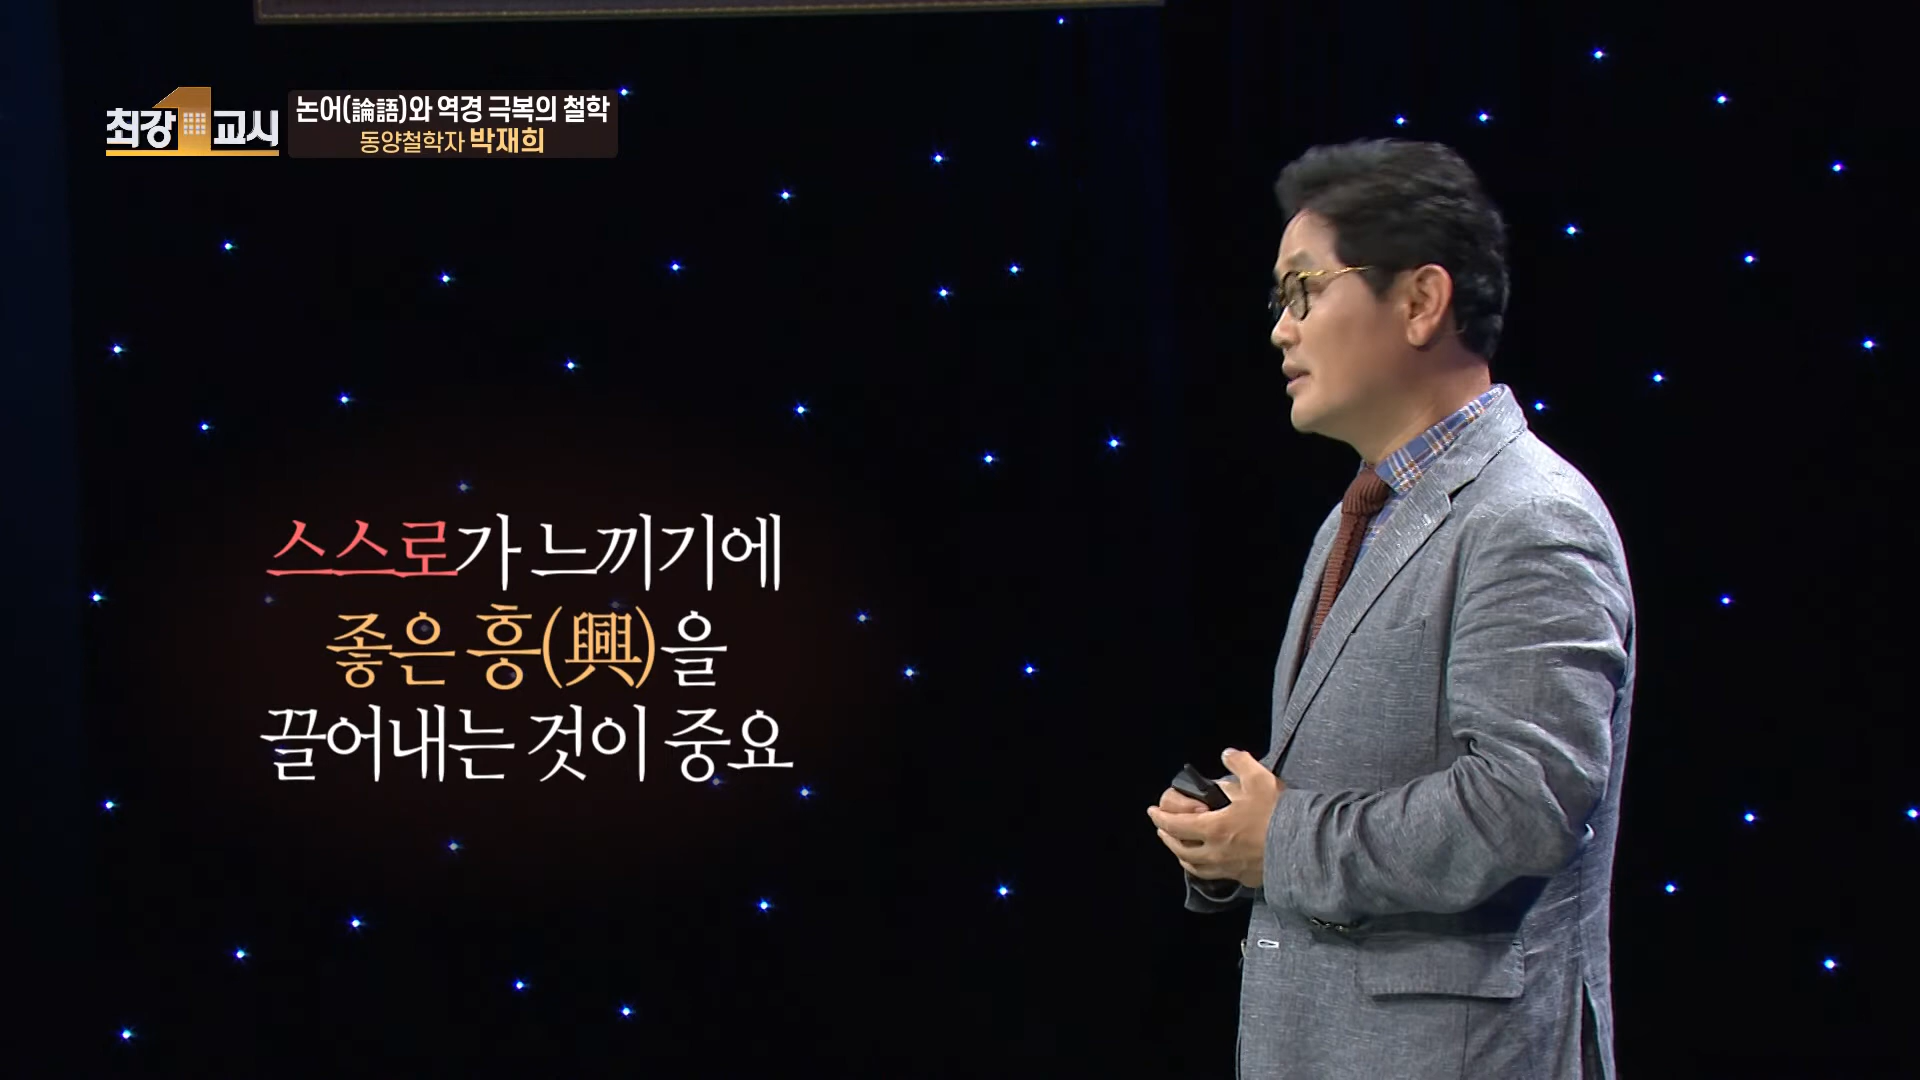 최강1교시
논어(論語)와 역경 극복의 철학
동양철학자 박재희
스스로가 느끼기에
좋은 흥(興)을
끌어내는 것이 중요